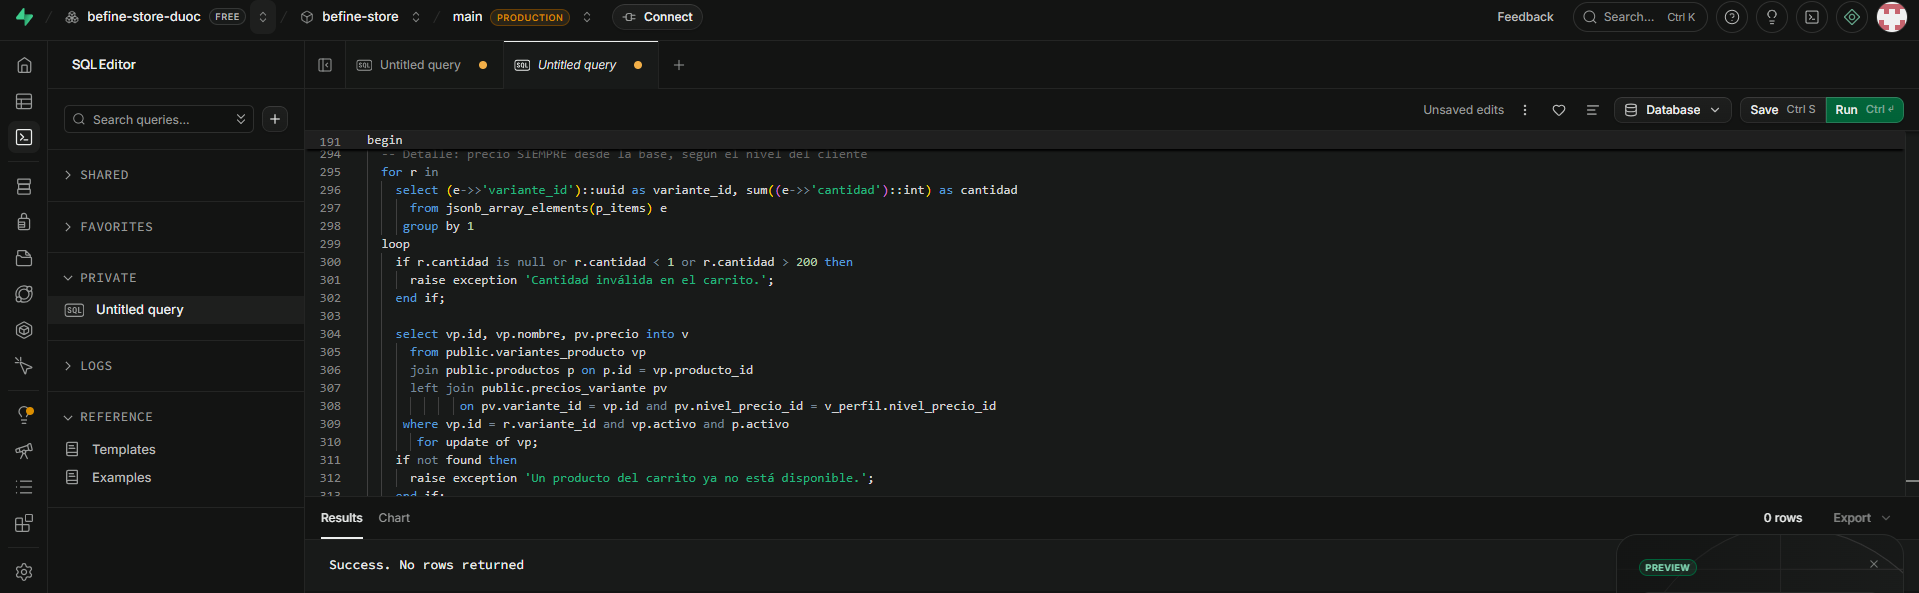 befine-store-duoc FREE / befine-store / main PRODUCTION Connect
Feedback Search... Ctrl K
SQL Editor
Untitled query
Untitled query
Search queries...
Unsaved edits Database Save Ctrl S Run Ctrl ↵
SHARED
FAVORITES
PRIVATE
Untitled query
LOGS
REFERENCE
Templates
Examples
191 begin
294 -- Detalle: precio SIEMPRE desde la base, según el nivel del cliente
295 for r in
296 select (e->>'variante_id')::uuid as variante_id, sum((e->>'cantidad')::int) as cantidad
297 from jsonb_array_elements(p_items) e
298 group by 1
299 loop
300 if r.cantidad is null or r.cantidad < 1 or r.cantidad > 200 then
301 raise exception 'Cantidad inválida en el carrito.';
302 end if;
303
304 select vp.id, vp.nombre, pv.precio into v
305 from public.variantes_producto vp
306 join public.productos p on p.id = vp.producto_id
307 left join public.precios_variante pv
308 on pv.variante_id = vp.id and pv.nivel_precio_id = v_perfil.nivel_precio_id
309 where vp.id = r.variante_id and vp.activo and p.activo
310 for update of vp;
311 if not found then
312 raise exception 'Un producto del carrito ya no está disponible.';
313 end if;
Results Chart
0 rows Export
Success. No rows returned
PREVIEW